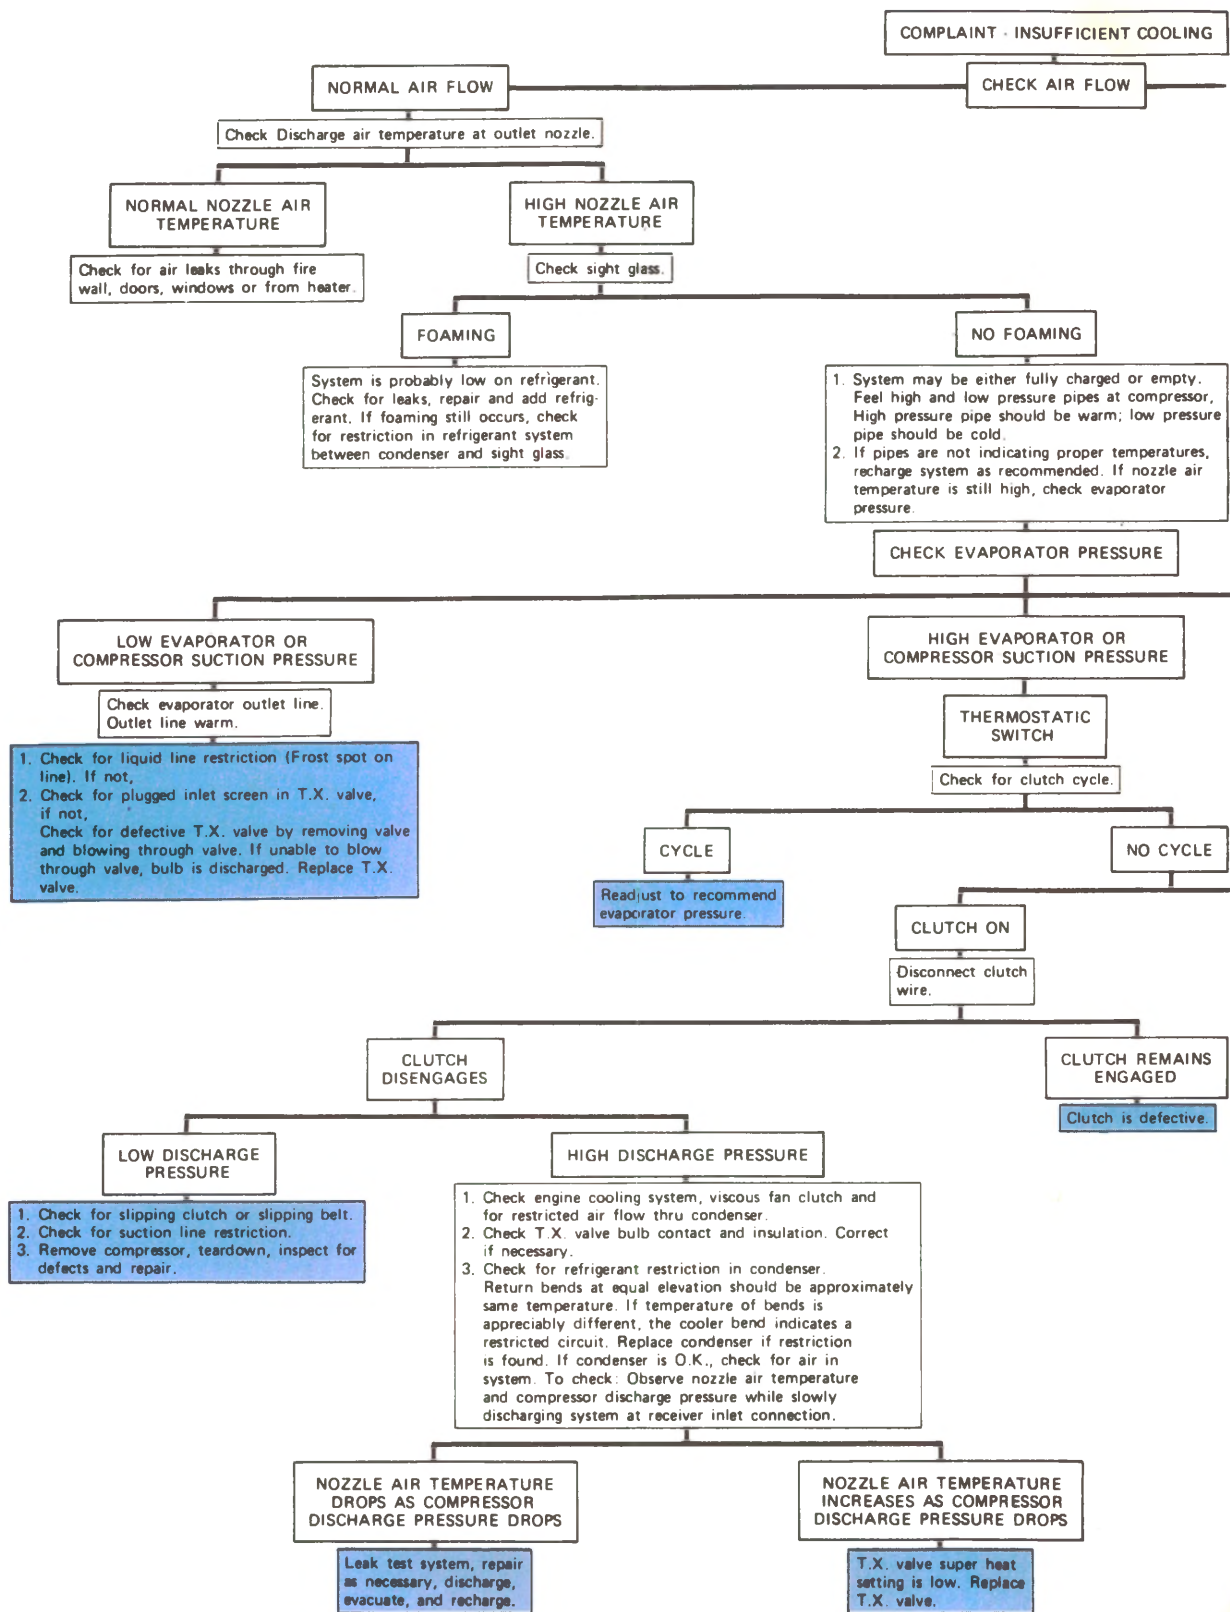 COMPLAINT - INSUFFICIENT COOLING
NORMAL AIR FLOW
CHECK AIR FLOW
Check Discharge air temperature at outlet nozzle.
NORMAL NOZZLE AIR
TEMPERATURE
HIGH NOZZLE AIR
TEMPERATURE
Check for air leaks through fire
wall, doors, windows or from heater.
Check sight glass.
FOAMING
NO FOAMING
System is probably low on refrigerant.
Check for leaks, repair and add refrig-
erant. If foaming still occurs, check
for restriction in refrigerant system
between condenser and sight glass.
1. System may be either fully charged or empty.
Feel high and low pressure pipes at compressor,
High pressure pipe should be warm; low pressure
pipe should be cold.
2. If pipes are not indicating proper temperatures,
recharge system as recommended. If nozzle air
temperature is still high, check evaporator
pressure.
CHECK EVAPORATOR PRESSURE
LOW EVAPORATOR OR
COMPRESSOR SUCTION PRESSURE
HIGH EVAPORATOR OR
COMPRESSOR SUCTION PRESSURE
Check evaporator outlet line.
Outlet line warm.
1. Check for liquid line restriction (Frost spot on
line). If not,
2. Check for plugged inlet screen in T.X. valve,
if not,
Check for defective T.X. valve by removing valve
and blowing through valve. If unable to blow
through valve, bulb is discharged. Replace T.X.
valve.
THERMOSTATIC
SWITCH
Check for clutch cycle.
CYCLE
NO CYCLE
Readjust to recommend
evaporator pressure.
CLUTCH ON
Disconnect clutch
wire.
CLUTCH
DISENGAGES
CLUTCH REMAINS
ENGAGED
Clutch is defective.
LOW DISCHARGE
PRESSURE
HIGH DISCHARGE PRESSURE
1. Check for slipping clutch or slipping belt.
2. Check for suction line restriction.
3. Remove compressor, teardown, inspect for
defects and repair.
1. Check engine cooling system, viscous fan clutch and
for restricted air flow thru condenser.
2. Check T.X. valve bulb contact and insulation. Correct
if necessary.
3. Check for refrigerant restriction in condenser.
Return bends at equal elevation should be approximately
same temperature. If temperature of bends is
appreciably different, the cooler bend indicates a
restricted circuit. Replace condenser if restriction
is found. If condenser is O.K., check for air in
system. To check: Observe nozzle air temperature
and compressor discharge pressure while slowly
discharging system at receiver inlet connection.
NOZZLE AIR TEMPERATURE
DROPS AS COMPRESSOR
DISCHARGE PRESSURE DROPS
NOZZLE AIR TEMPERATURE
INCREASES AS COMPRESSOR
DISCHARGE PRESSURE DROPS
Leak test system, repair
as necessary, discharge,
evacuate, and recharge.
T.X. valve super heat
setting is low. Replace
T.X. valve.